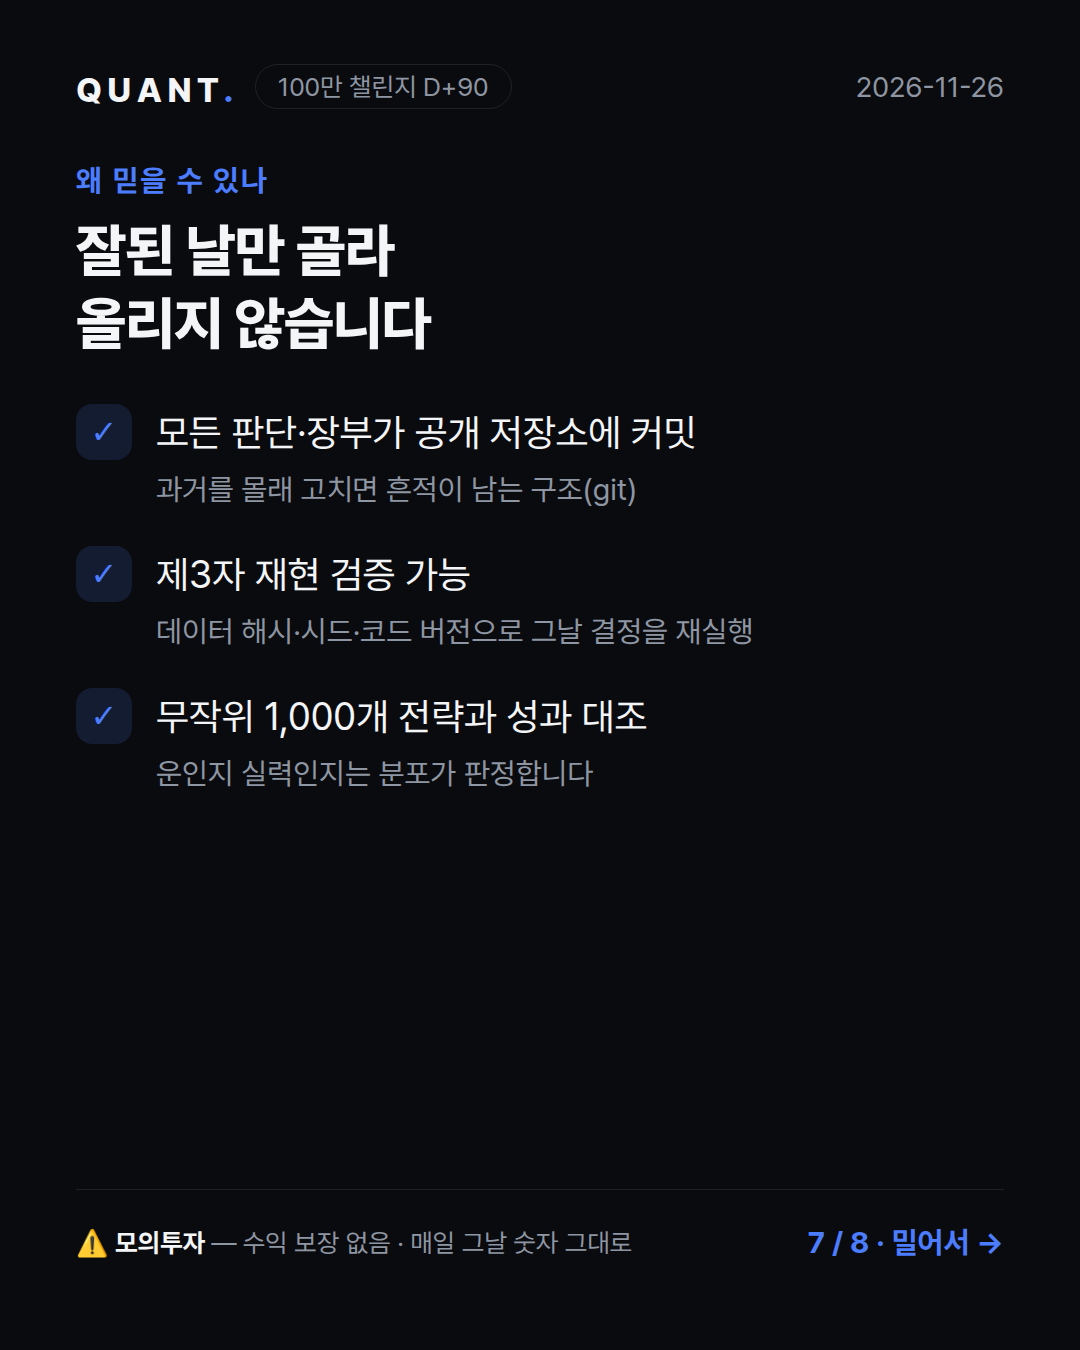 QUANT. 100만 챌린지 D+90 2026-11-26
왜 믿을 수 있나
잘된 날만 골라
올리지 않습니다
✓ 모든 판단·장부가 공개 저장소에 커밋
과거를 몰래 고치면 흔적이 남는 구조(git)
✓ 제3자 재현 검증 가능
데이터 해시·시드·코드 버전으로 그날 결정을 재실행
✓ 무작위 1,000개 전략과 성과 대조
운인지 실력인지는 분포가 판정합니다
⚠️ 모의투자 — 수익 보장 없음 · 매일 그날 숫자 그대로 7 / 8 · 밀어서 →